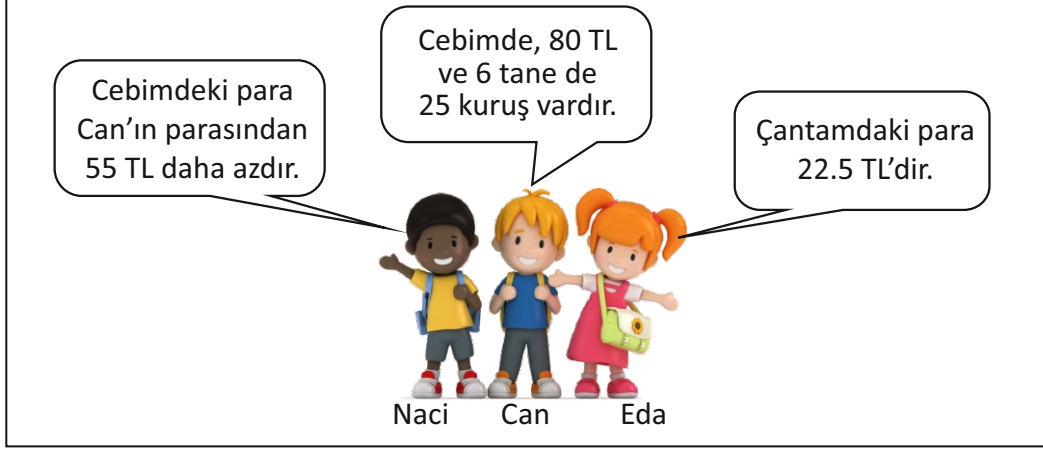 Cebimdeki para
Can’ın parasından
55 TL daha azdır.
Cebimde, 80 TL
ve 6 tane de
25 kuruş vardır.
Çantamdaki para
22.5 TL’dir.
Naci Can Eda